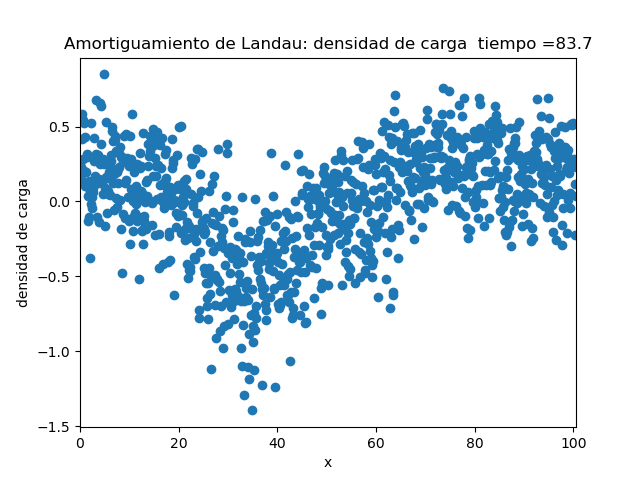 Amortiguamiento de Landau: densidad de carga  tiempo =83.7
densidad de carga
0.5
0.0
−0.5
−1.0
−1.5
0 20 40 60 80 100
x